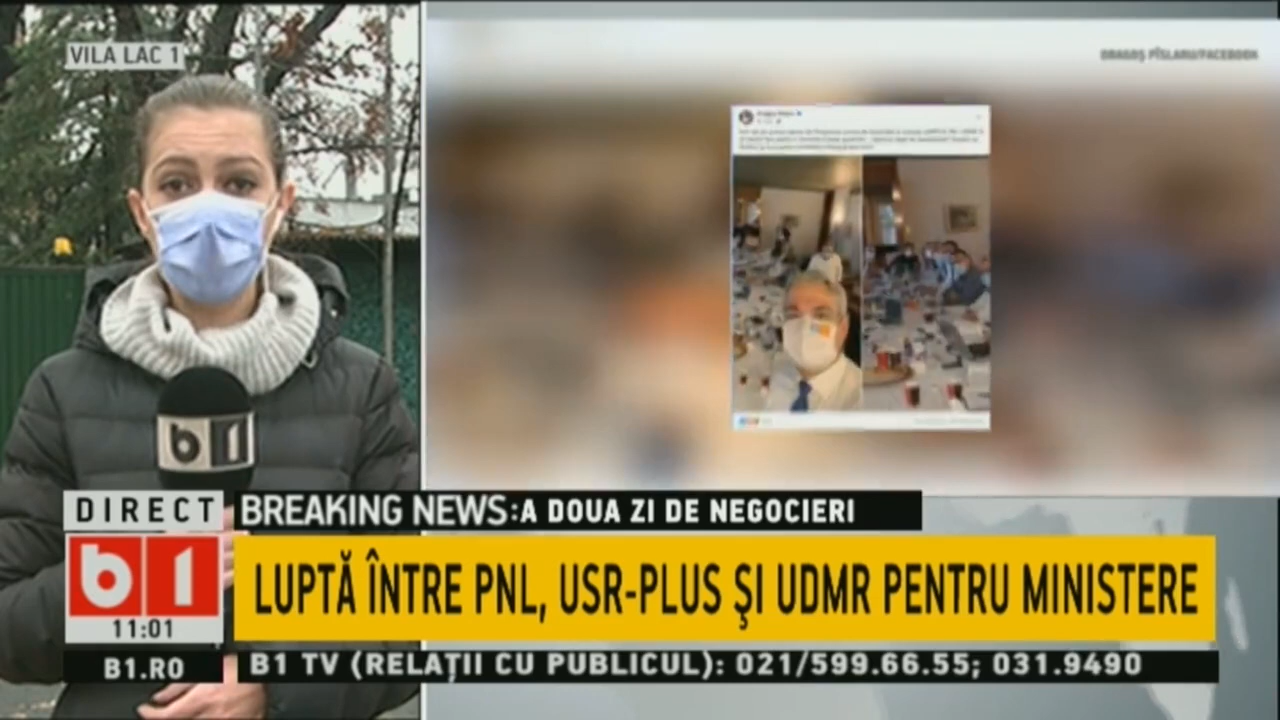 VILA LAC 1
DRAGOȘ PÎSLARU/FACEBOOK
b1
DIRECT
BREAKING NEWS: A DOUA ZI DE NEGOCIERI
b1
LUPTĂ ÎNTRE PNL, USR-PLUS ŞI UDMR PENTRU MINISTERE
11:01
B1.RO
B1 TV (RELAȚII CU PUBLICUL): 021/599.66.55; 031.9490